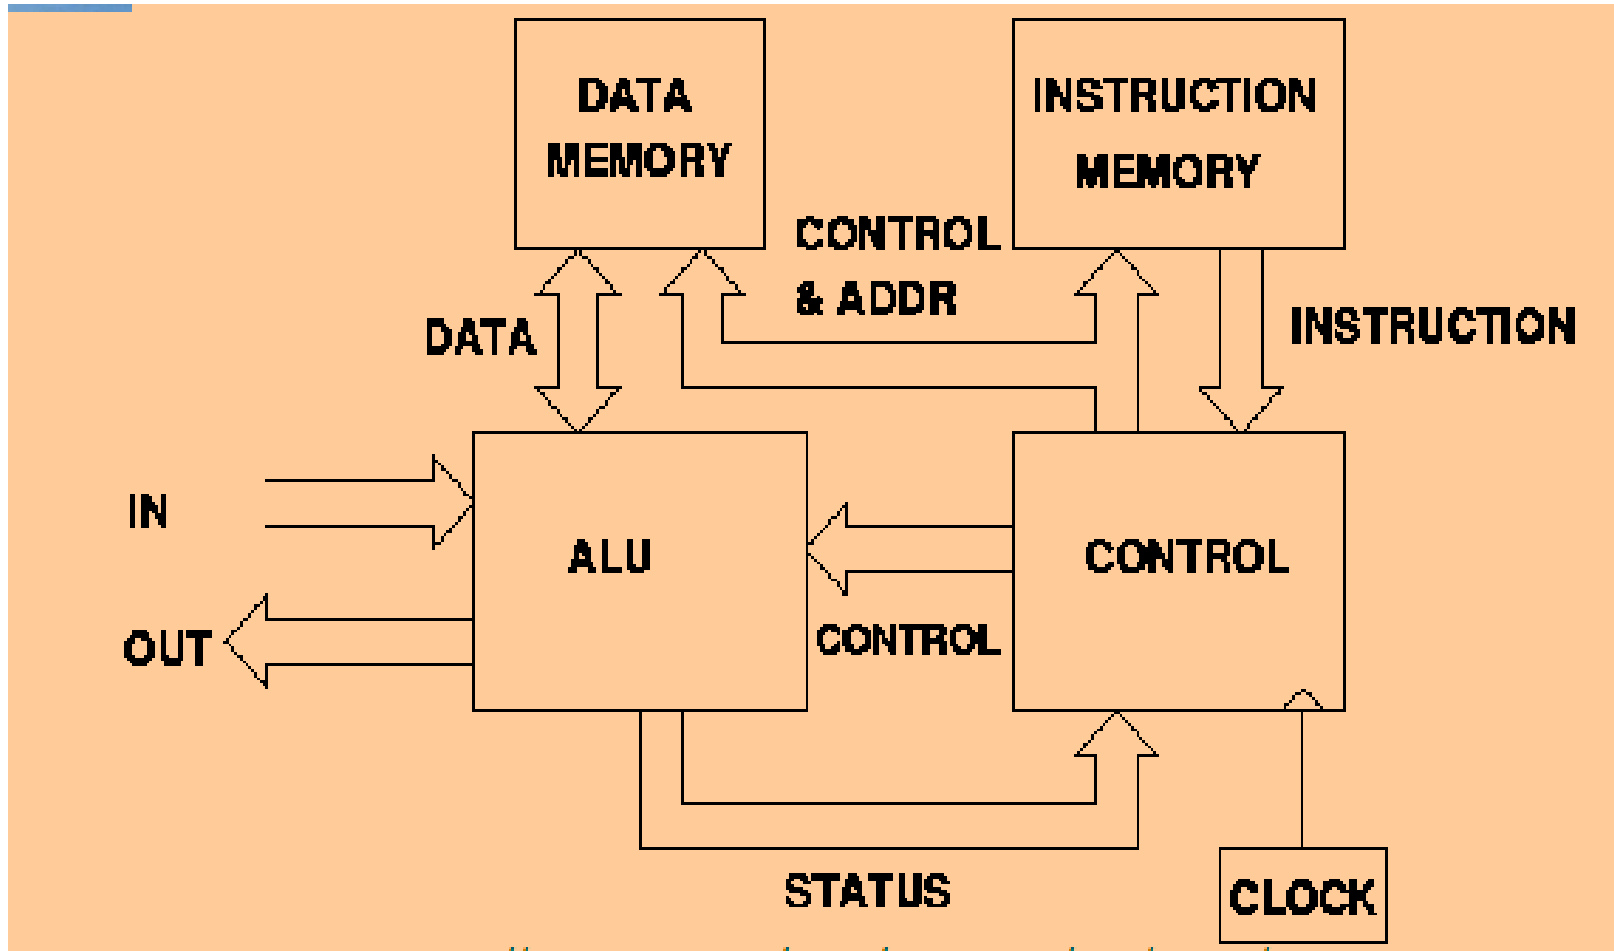 DATA
MEMORY
INSTRUCTION
MEMORY
CONTROL
& ADDR
DATA
INSTRUCTION
IN
ALU
CONTROL
OUT
CONTROL
STATUS
CLOCK